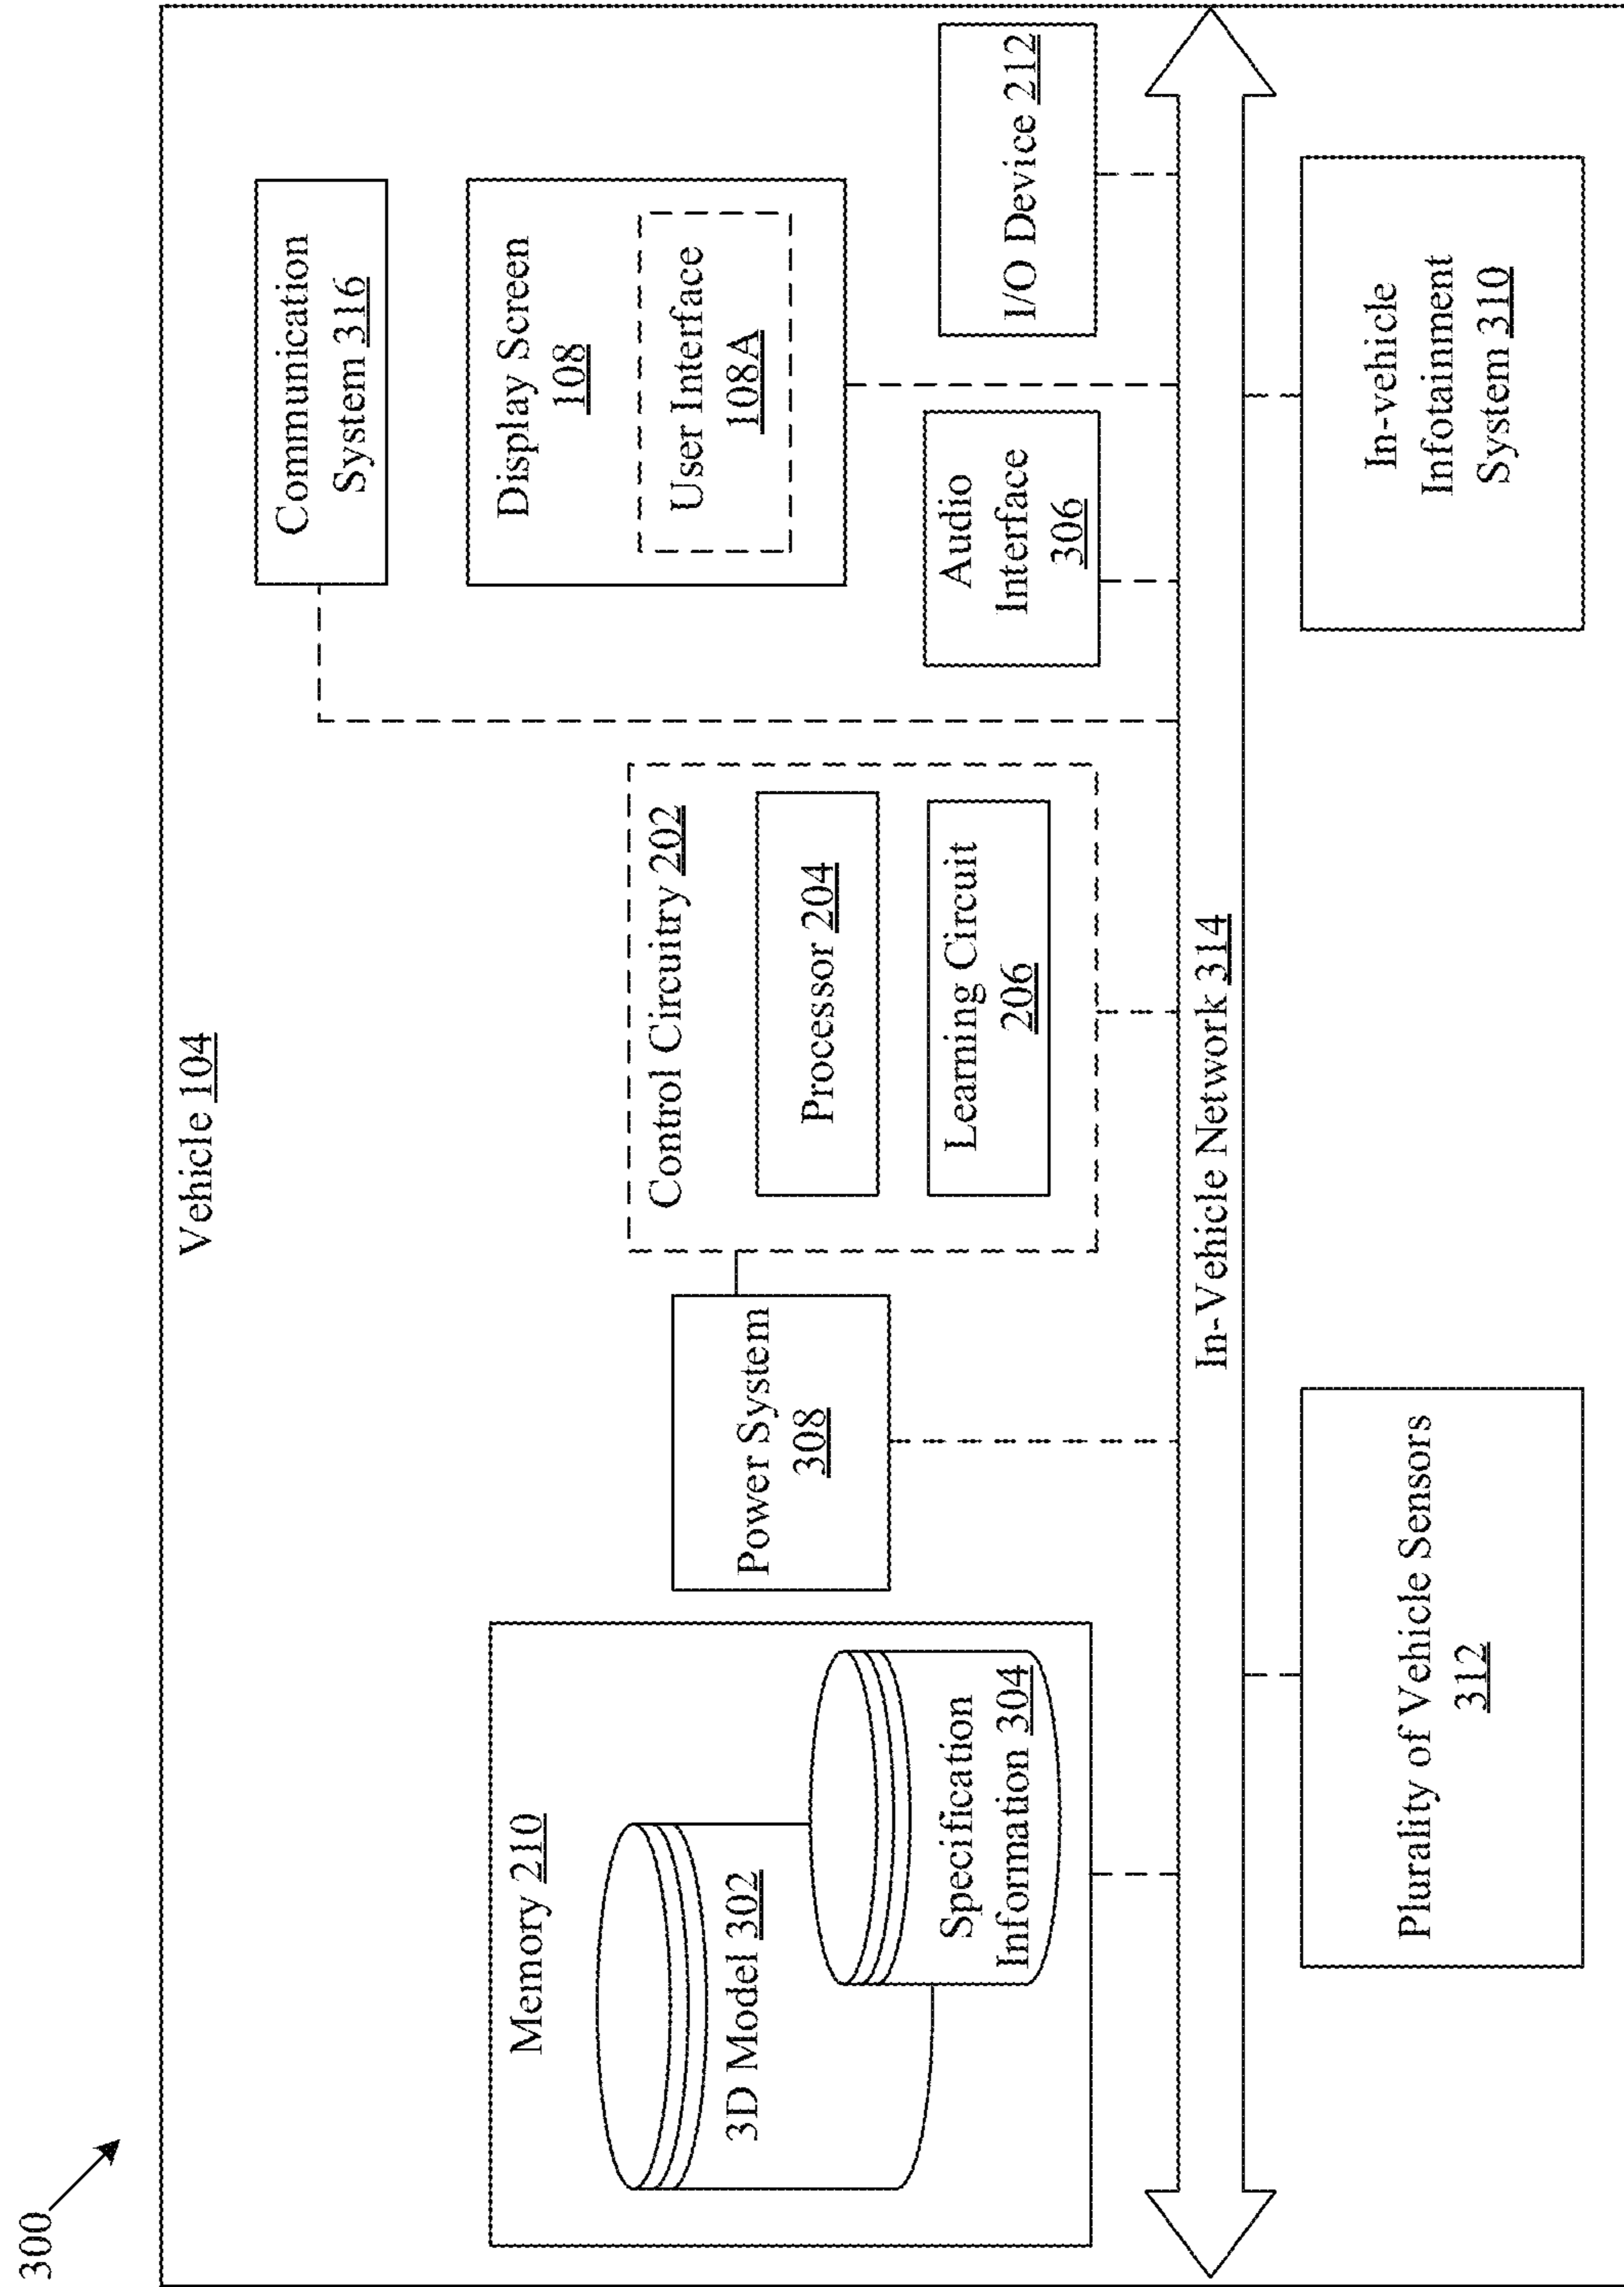 300
Vehicle 104
Communication
System 316
Memory 210
3D Model 302
Specification
Information 304
Power System
308
Control Circuitry 202
Processor 204
Learning Circuit
206
Display Screen
108
User Interface
108A
Audio
Interface
306
I/O Device 212
In-Vehicle Network 314
Plurality of Vehicle Sensors
312
In-vehicle
Infotainment
System 310